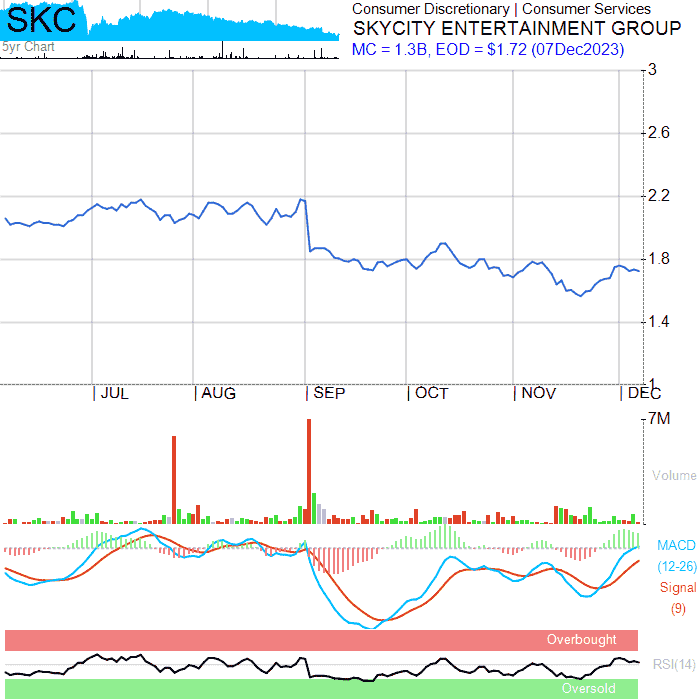 SKC
5yr Chart
Consumer Discretionary | Consumer Services
SKYCITY ENTERTAINMENT GROUP
MC = 1.3B, EOD = $1.72 (07Dec2023)
3
2.6
2.2
1.8
1.4
1
JUL AUG SEP OCT NOV DEC
7M
Volume
MACD
(12-26)
Signal
(9)
Overbought
RSI(14)
Oversold